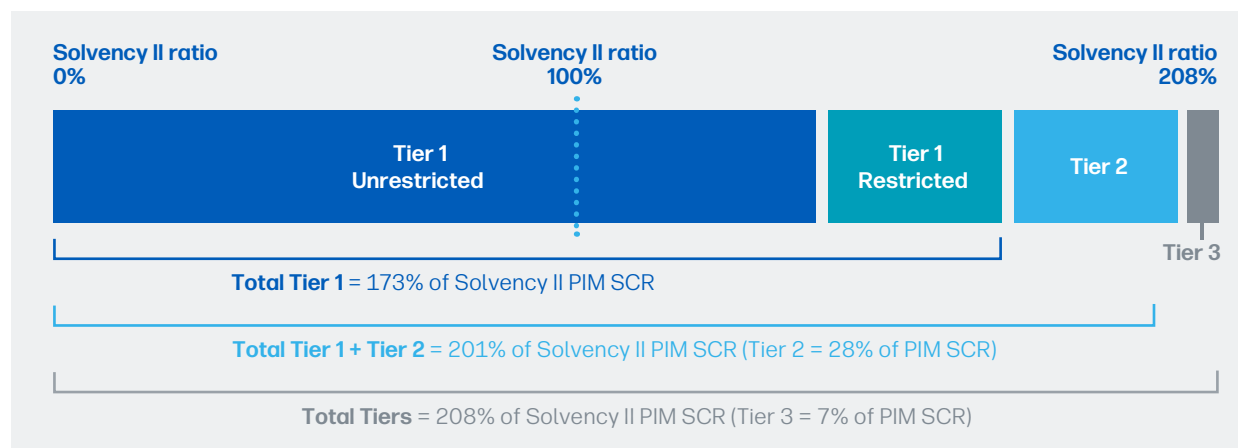 Solvency II ratio
0%
Solvency II ratio
100%
Solvency II ratio
208%
Tier 1
Unrestricted
Tier 1
Restricted
Tier 2
Tier 3
Total Tier 1 = 173% of Solvency II PIM SCR
Total Tier 1 + Tier 2 = 201% of Solvency II PIM SCR (Tier 2 = 28% of PIM SCR)
Total Tiers = 208% of Solvency II PIM SCR (Tier 3 = 7% of PIM SCR)